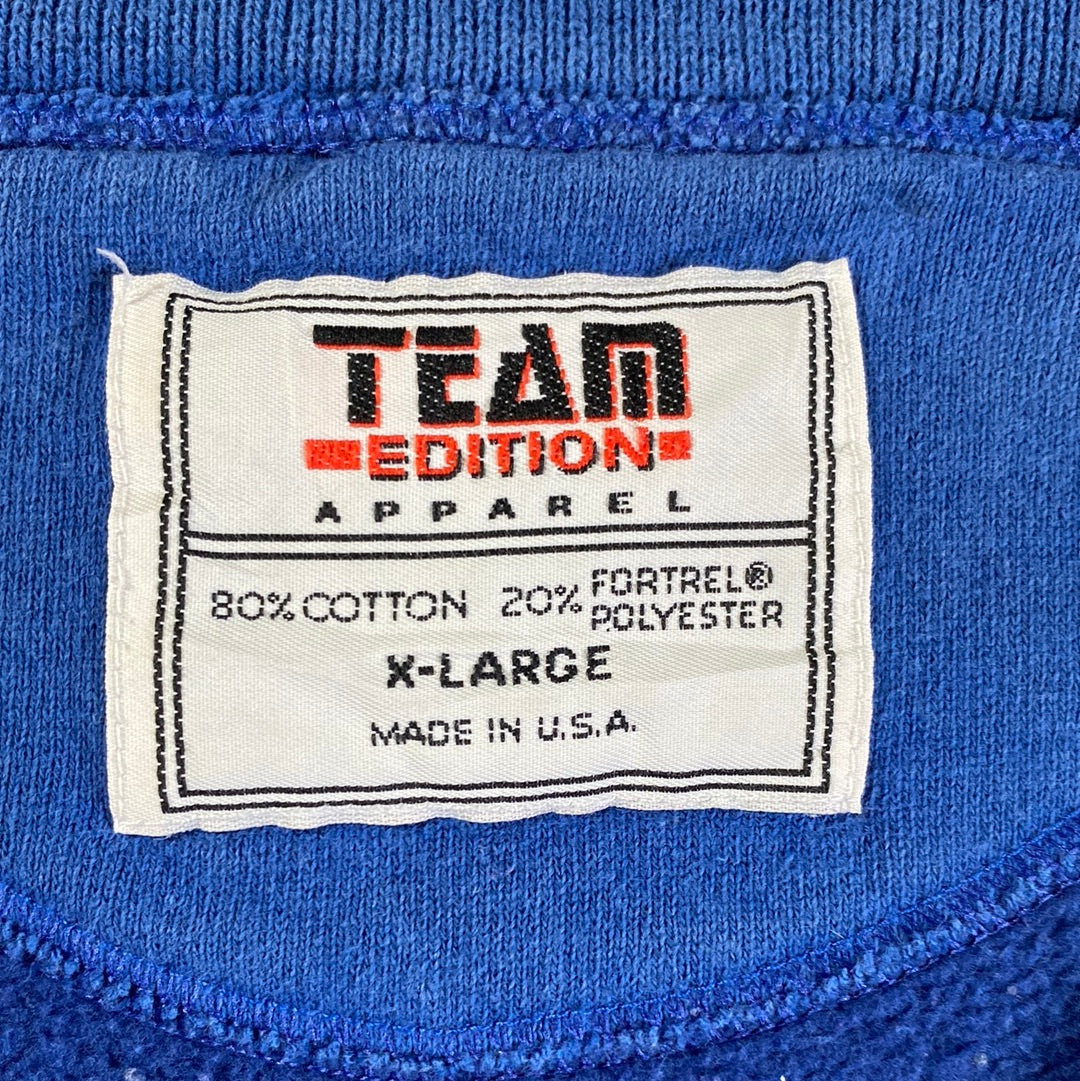 TEAM
EDITION
APPAREL
80% COTTON 20% FORTREL®
POLYESTER
X-LARGE
MADE IN U.S.A.